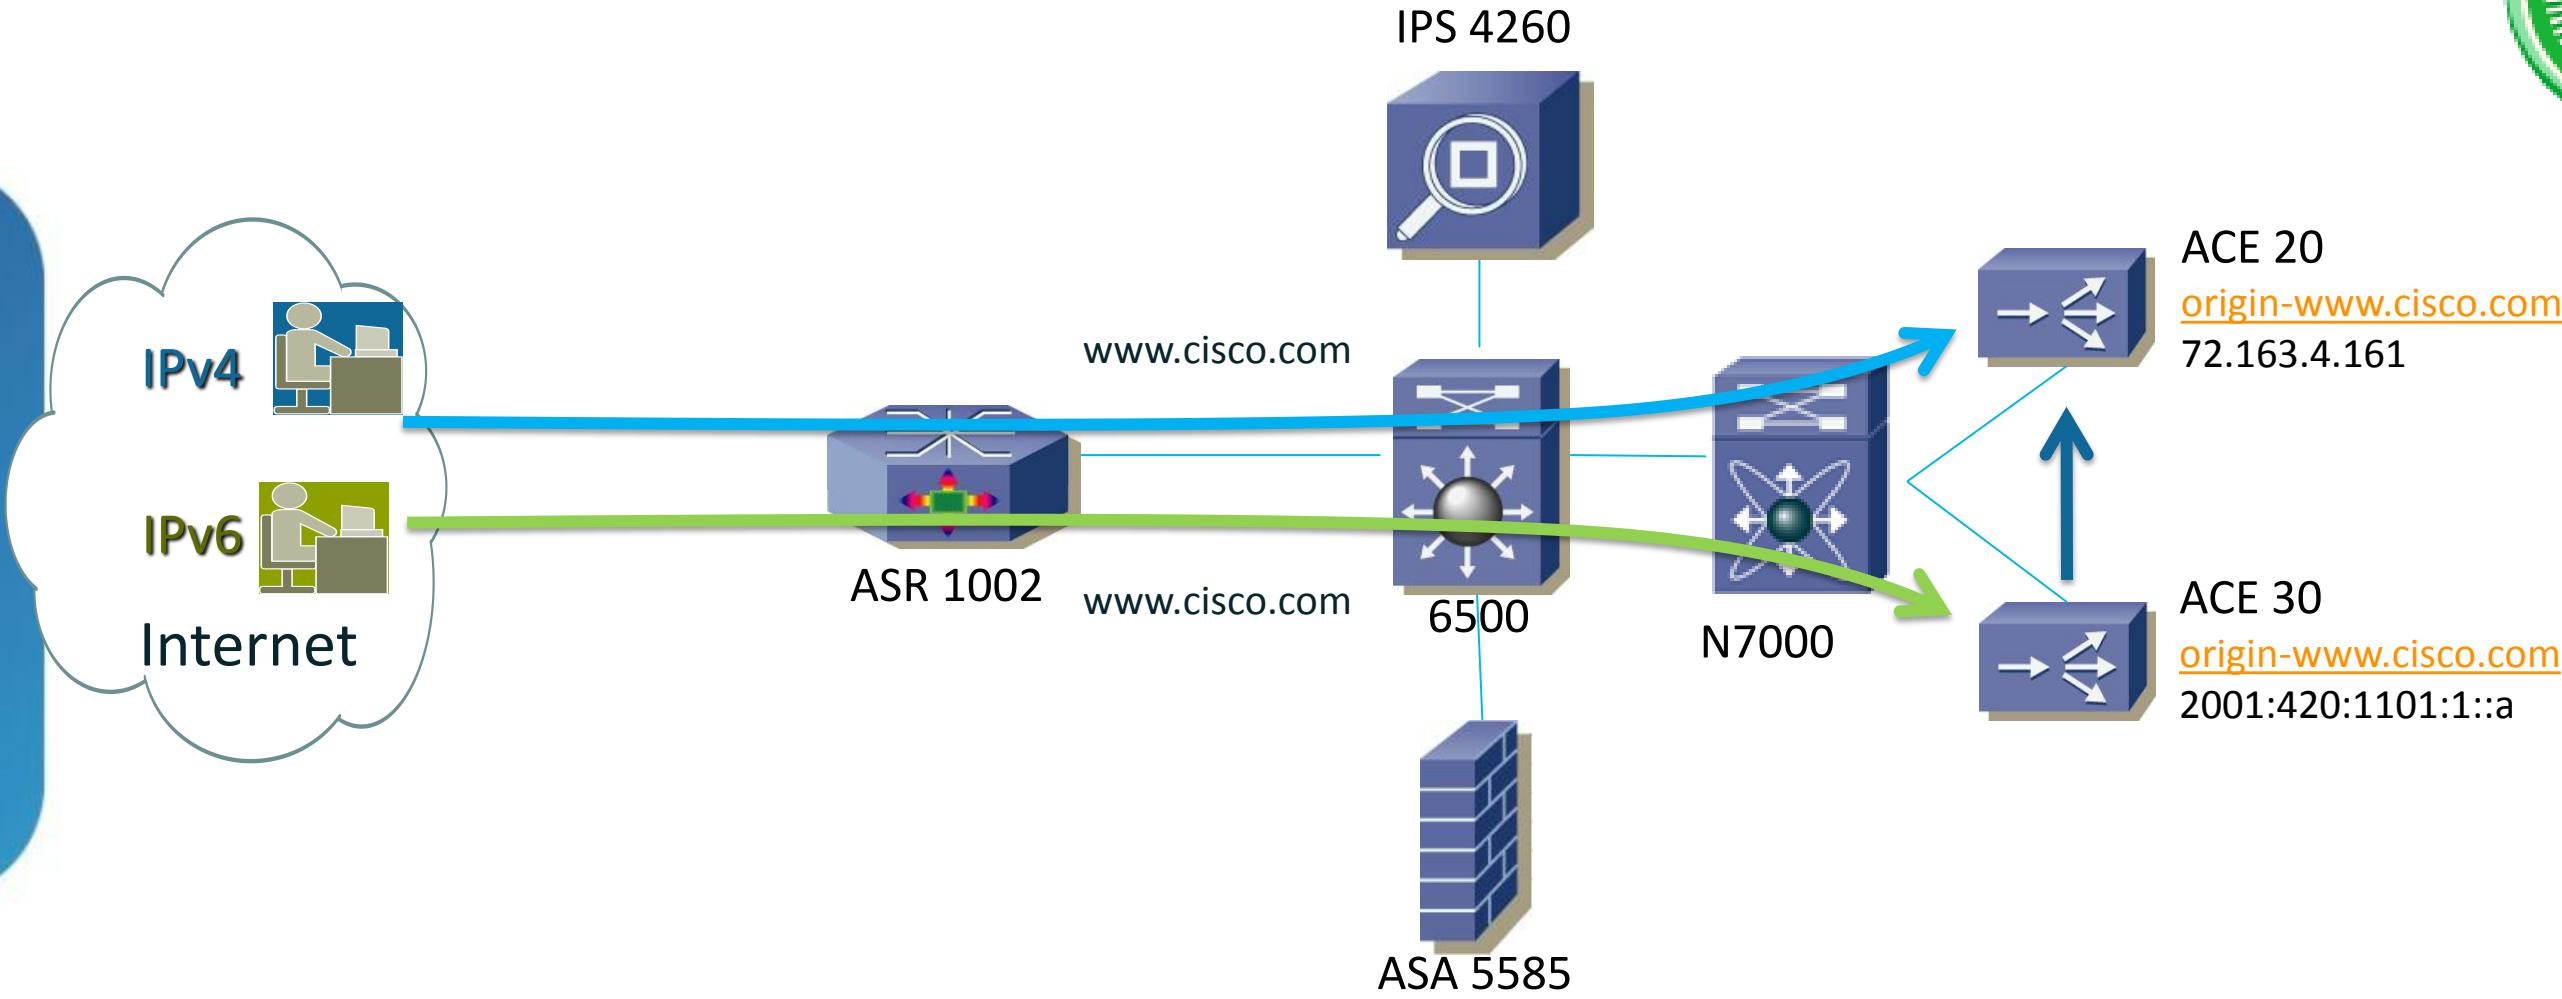 IPS 4260
ACE 20
origin-www.cisco.com
72.163.4.161
www.cisco.com
IPv4
IPv6
Internet
ASR 1002
www.cisco.com
6500
N7000
ACE 30
origin-www.cisco.com
2001:420:1101:1::a
ASA 5585